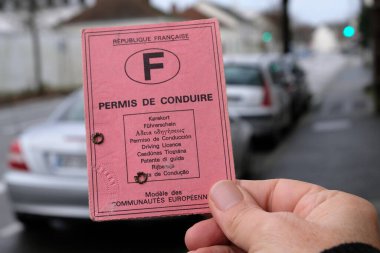 RÉPUBLIQUE FRANÇAISE
F
PERMIS DE CONDUIRE
Kørekort
Führerschein
Άδεια οδηγήσεως
Permiso de Conducción
Driving Licence
Ceadúnas Tiomána
Patente di guida
Rijbewijs
de Condução
Modèle des
COMMUNAUTÉS EUROPÉENNES